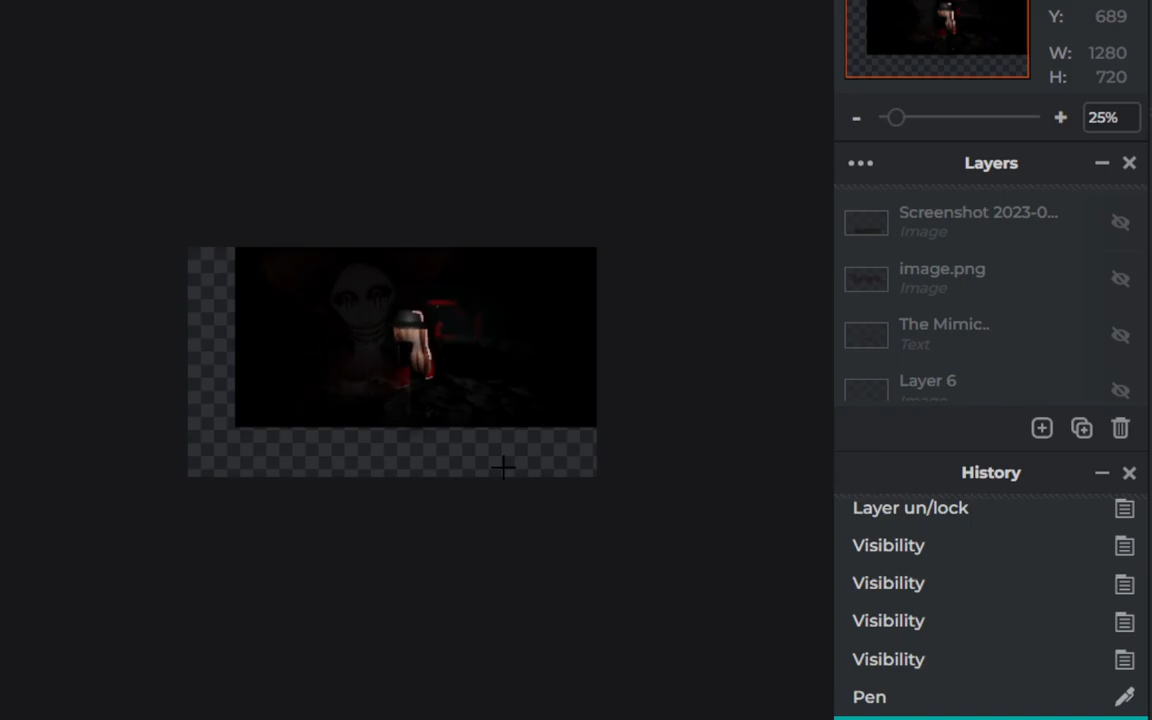 Y: 689
W: 1280
H: 720
- + 25%
Layers
Screenshot 2023-0...
Image
image.png
Image
The Mimic..
Text
Layer 6
Image
History
Layer un/lock
Visibility
Visibility
Visibility
Visibility
Pen